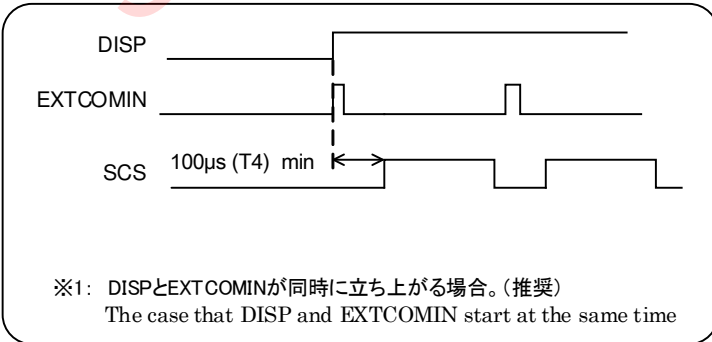 DISP
EXTCOMIN
SCS
100μs (T4) min
※1: DISPとEXTCOMINが同時に立ち上がる場合。(推奨)
The case that DISP and EXTCOMIN start at the same time